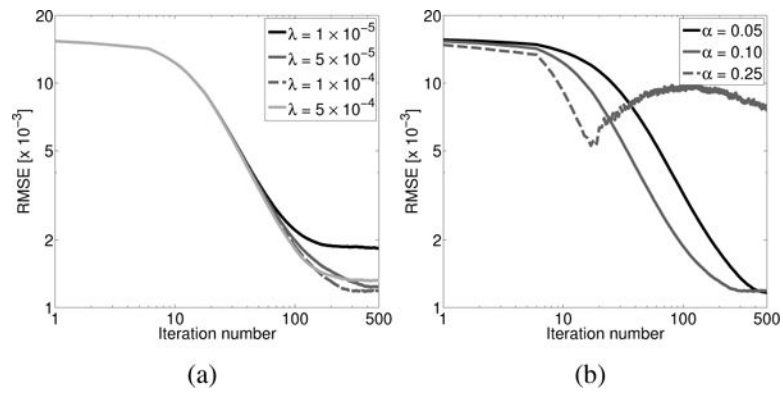 20
10
5
2
1
RMSE [x 10⁻³]
λ = 1 × 10⁻⁵
λ = 5 × 10⁻⁵
λ = 1 × 10⁻⁴
λ = 5 × 10⁻⁴
1 10 100 500
Iteration number
(a)
20
10
5
2
1
RMSE [x 10⁻³]
α = 0.05
α = 0.10
α = 0.25
1 10 100 500
Iteration number
(b)